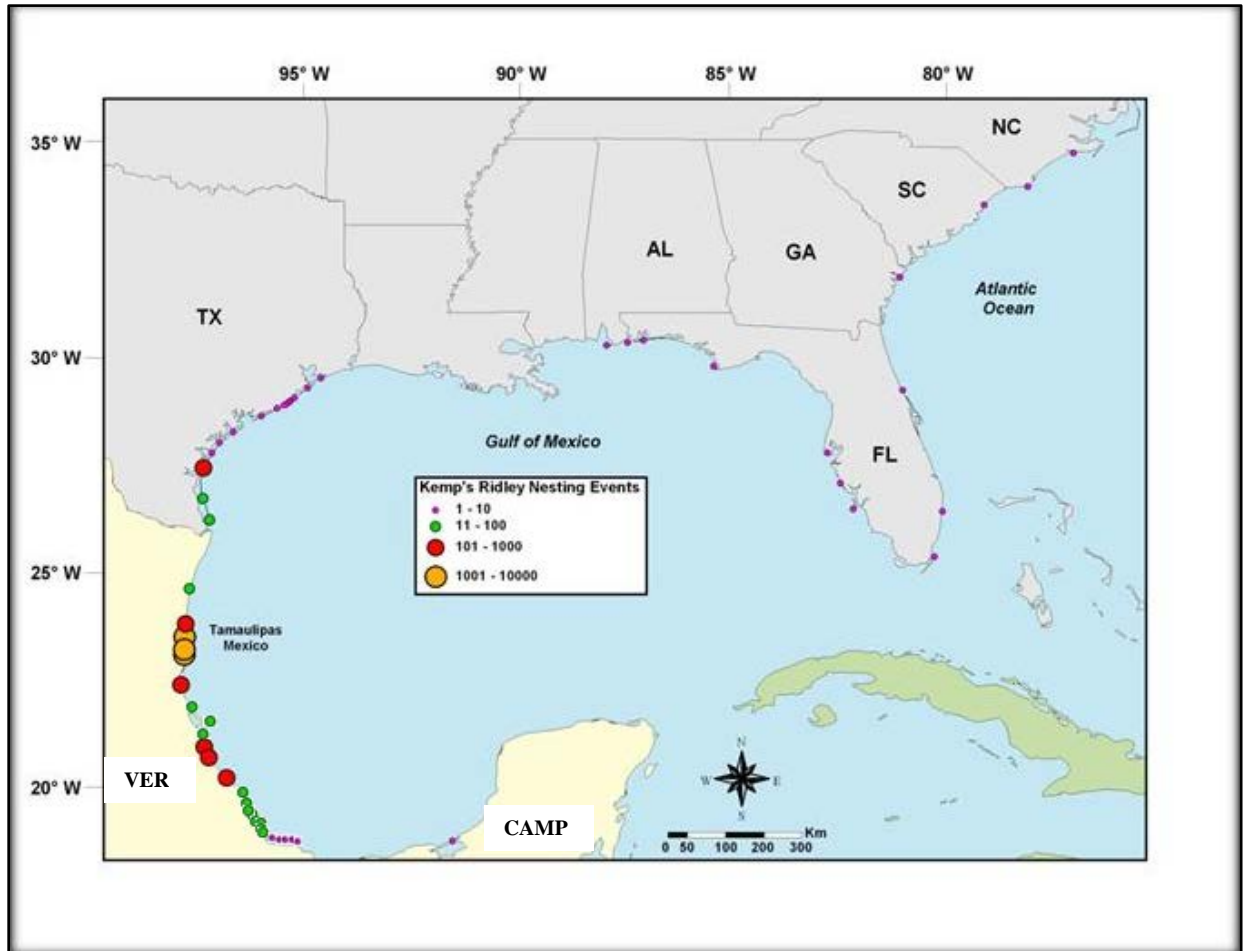 95° W 90° W 85° W 80° W
35° W
NC
SC
AL
GA
Atlantic
Ocean
TX
30° W
Gulf of Mexico
FL
Kemp's Ridley Nesting Events
1 - 10
11 - 100
101 - 1000
1001 - 10000
25° W
Tamaulipas
Mexico
VER
20° W
CAMP
N
W E
S
Km
0 50 100 200 300